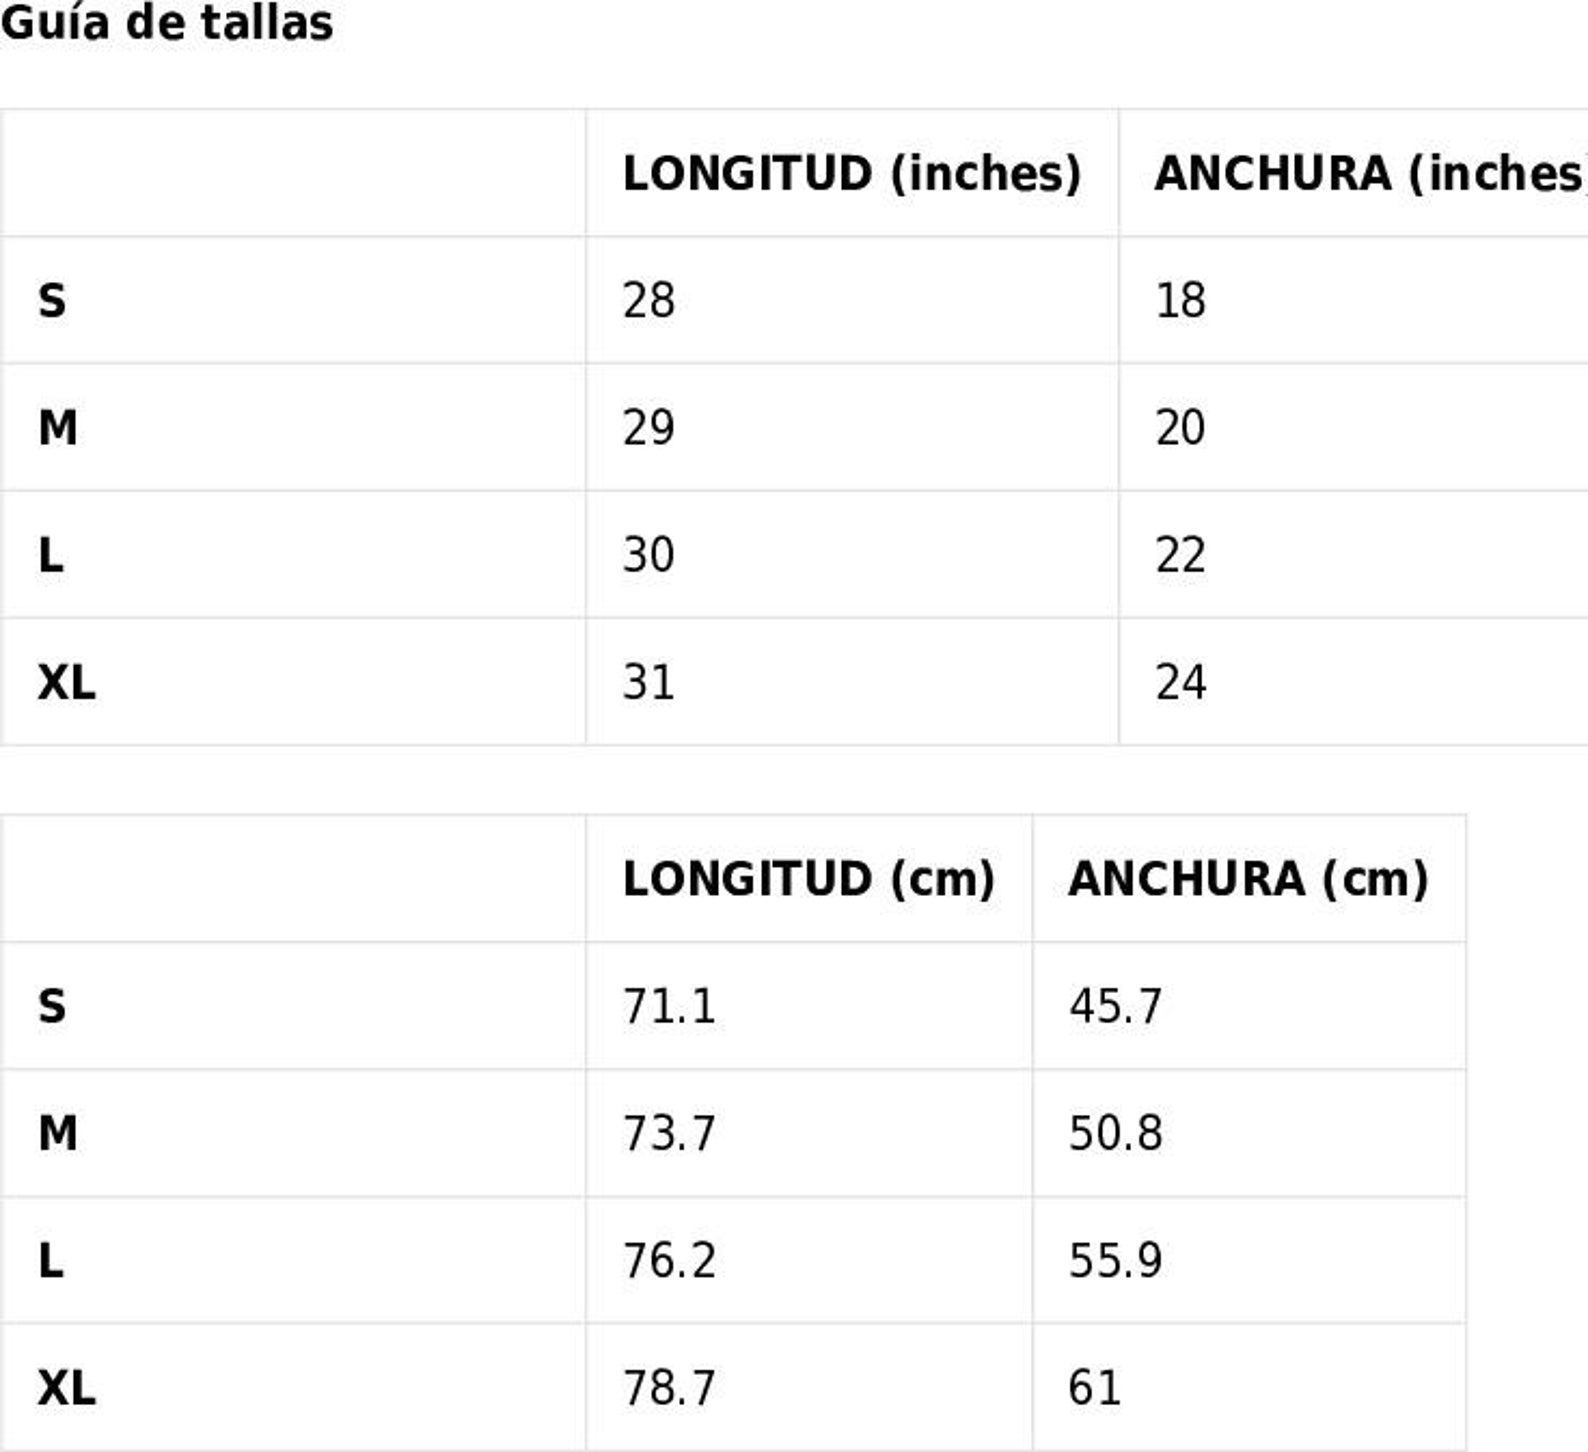 Guía de tallas
LONGITUD (inches) ANCHURA (inches)
S 28 18
M 29 20
L 30 22
XL 31 24
LONGITUD (cm) ANCHURA (cm)
S 71.1 45.7
M 73.7 50.8
L 76.2 55.9
XL 78.7 61